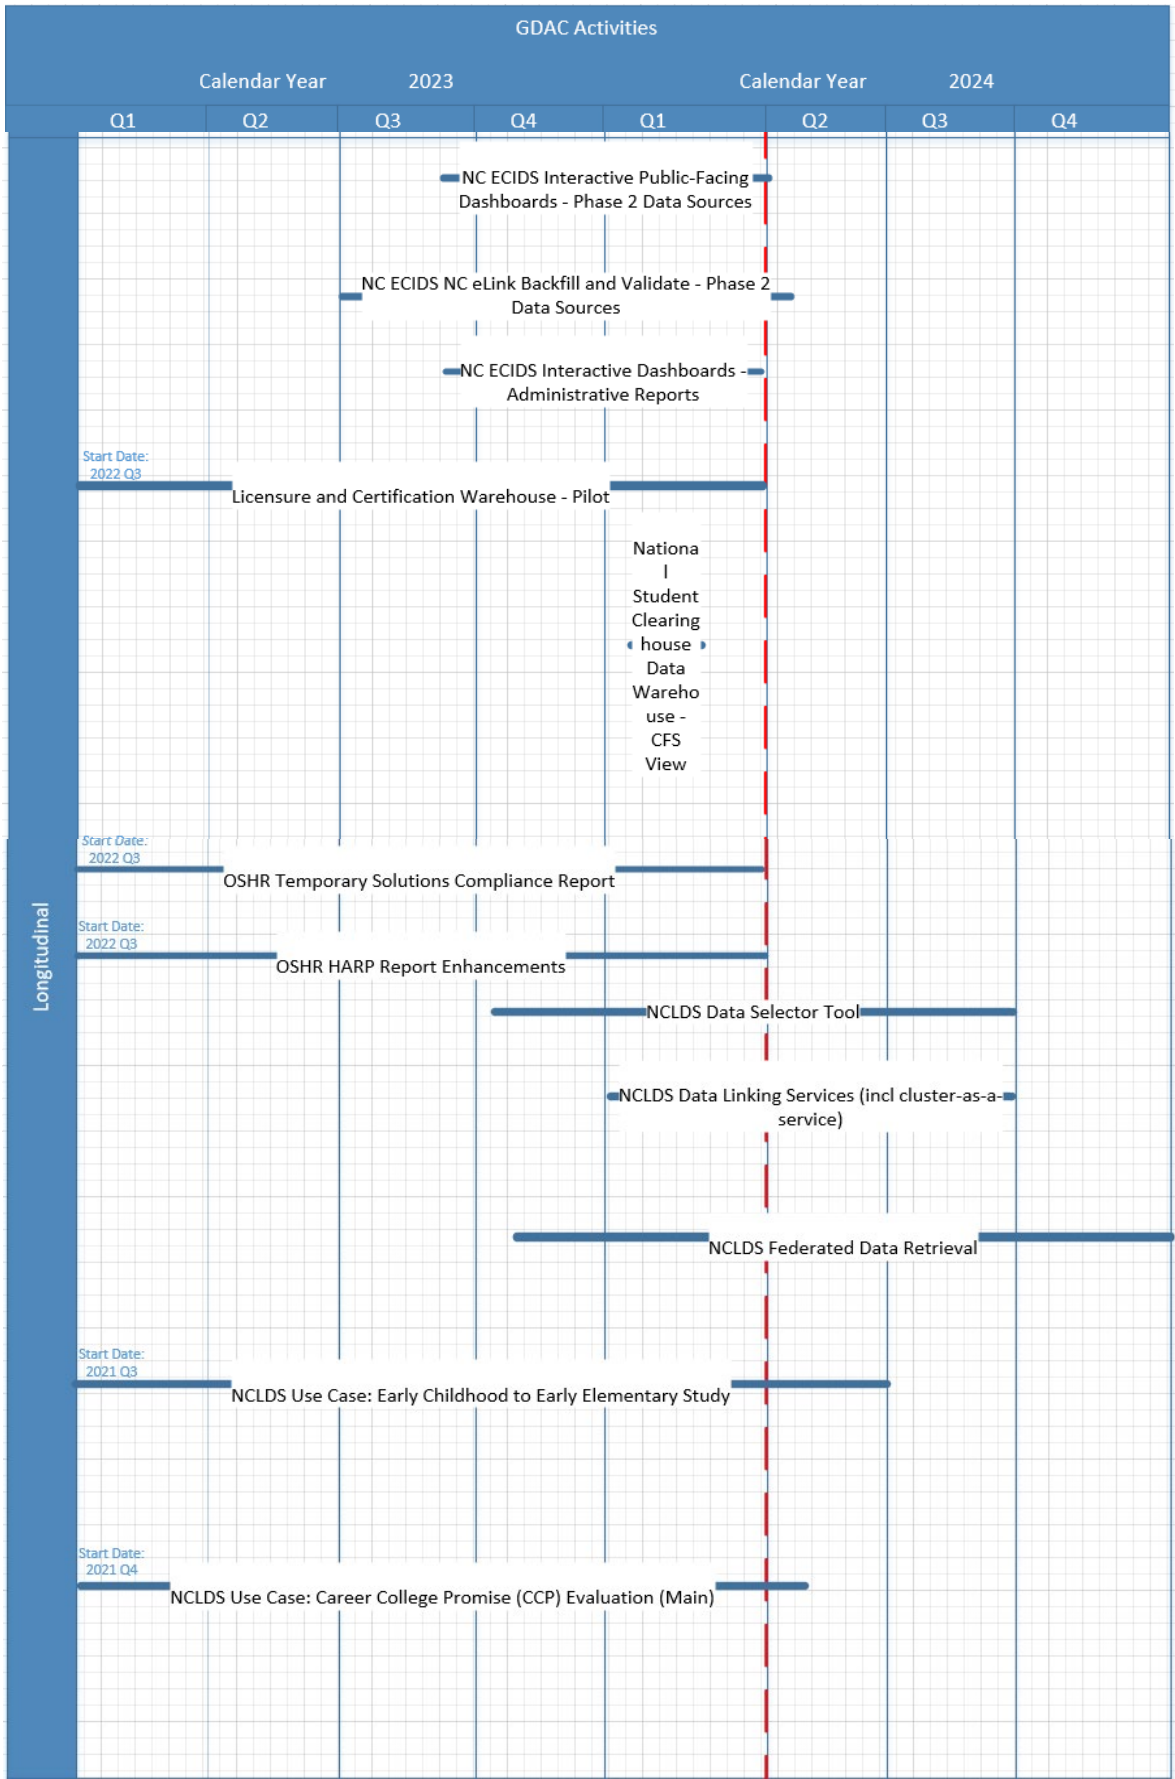 GDAC Activities
Calendar Year 2023 Calendar Year 2024
Q1 Q2 Q3 Q4 Q1 Q2 Q3 Q4
Longitudinal
NC ECIDS Interactive Public-Facing
Dashboards - Phase 2 Data Sources
NC ECIDS NC eLink Backfill and Validate - Phase 2
Data Sources
NC ECIDS Interactive Dashboards -
Administrative Reports
Start Date:
2022 Q3
Licensure and Certification Warehouse - Pilot
Nationa
l
Student
Clearing
house
Data
Wareho
use -
CFS
View
Start Date:
2022 Q3
OSHR Temporary Solutions Compliance Report
Start Date:
2022 Q3
OSHR HARP Report Enhancements
NCLDS Data Selector Tool
NCLDS Data Linking Services (incl cluster-as-a-
service)
NCLDS Federated Data Retrieval
Start Date:
2021 Q3
NCLDS Use Case: Early Childhood to Early Elementary Study
Start Date:
2021 Q4
NCLDS Use Case: Career College Promise (CCP) Evaluation (Main)